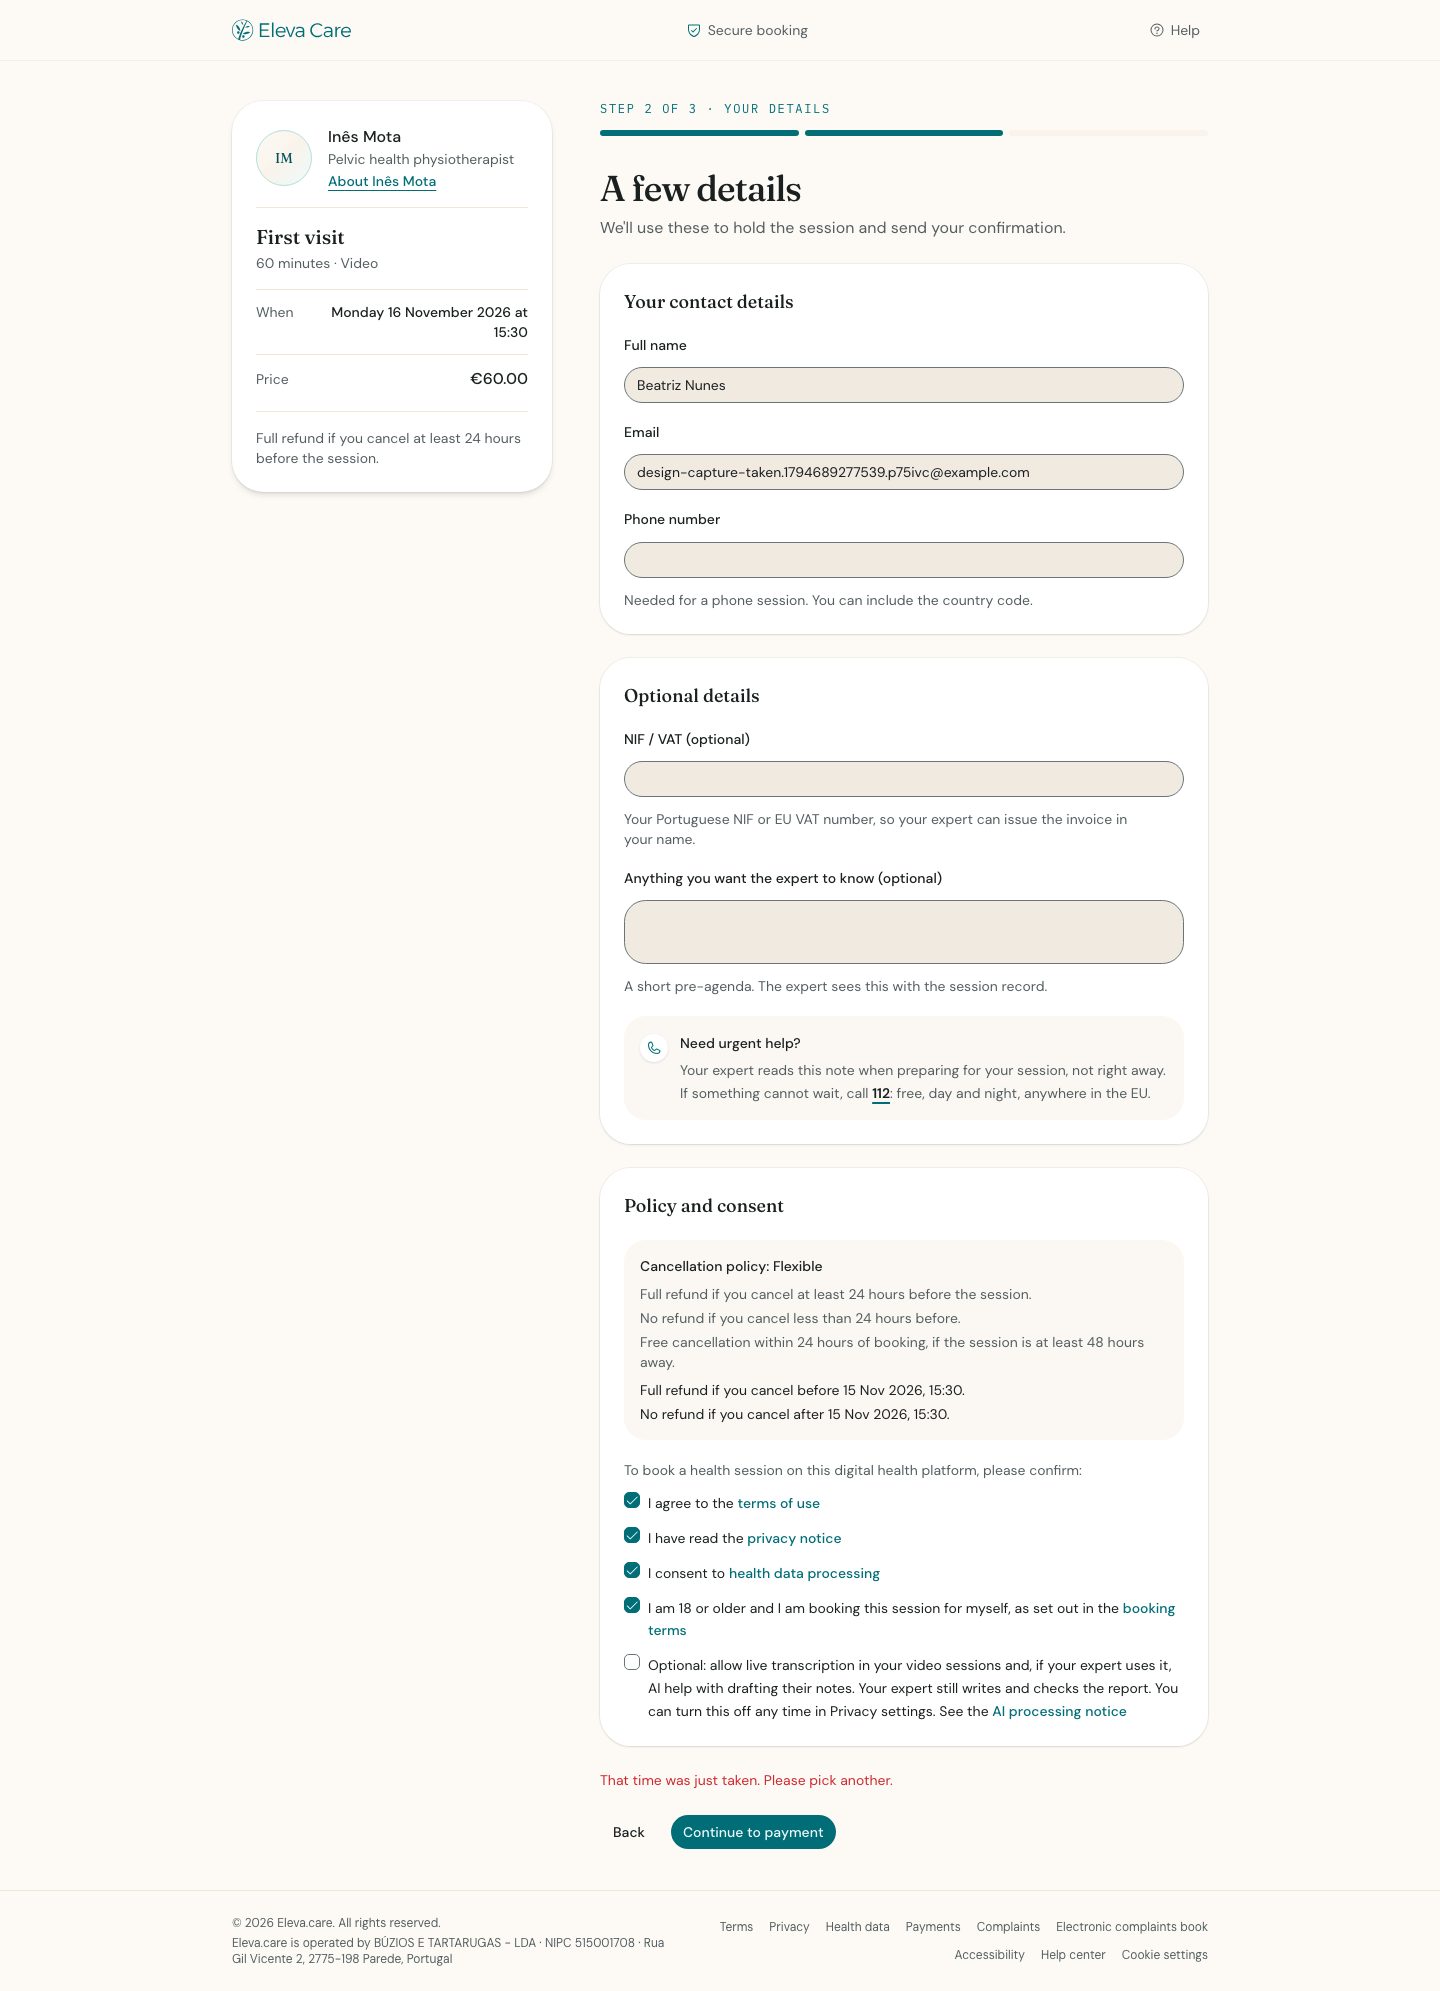 Eleva Care
Secure booking
Help
IM
Inês Mota
Pelvic health physiotherapist
About Inês Mota
First visit
60 minutes · Video
When
Monday 16 November 2026 at
15:30
Price
€60.00
Full refund if you cancel at least 24 hours
before the session.
STEP 2 OF 3 · YOUR DETAILS
A few details
We'll use these to hold the session and send your confirmation.
Your contact details
Full name
Beatriz Nunes
Email
design-capture-taken.1794689277539.p75ivc@example.com
Phone number
Needed for a phone session. You can include the country code.
Optional details
NIF / VAT (optional)
Your Portuguese NIF or EU VAT number, so your expert can issue the invoice in
your name.
Anything you want the expert to know (optional)
A short pre-agenda. The expert sees this with the session record.
Need urgent help?
Your expert reads this note when preparing for your session, not right away.
If something cannot wait, call 112: free, day and night, anywhere in the EU.
Policy and consent
Cancellation policy: Flexible
Full refund if you cancel at least 24 hours before the session.
No refund if you cancel less than 24 hours before.
Free cancellation within 24 hours of booking, if the session is at least 48 hours
away.
Full refund if you cancel before 15 Nov 2026, 15:30.
No refund if you cancel after 15 Nov 2026, 15:30.
To book a health session on this digital health platform, please confirm:
I agree to the terms of use
I have read the privacy notice
I consent to health data processing
I am 18 or older and I am booking this session for myself, as set out in the booking
terms
Optional: allow live transcription in your video sessions and, if your expert uses it,
AI help with drafting their notes. Your expert still writes and checks the report. You
can turn this off any time in Privacy settings. See the AI processing notice
That time was just taken. Please pick another.
Back
Continue to payment
© 2026 Eleva.care. All rights reserved.
Eleva.care is operated by BÚZIOS E TARTARUGAS - LDA · NIPC 515001708 · Rua
Gil Vicente 2, 2775-198 Parede, Portugal
Terms Privacy Health data Payments Complaints Electronic complaints book
Accessibility Help center Cookie settings